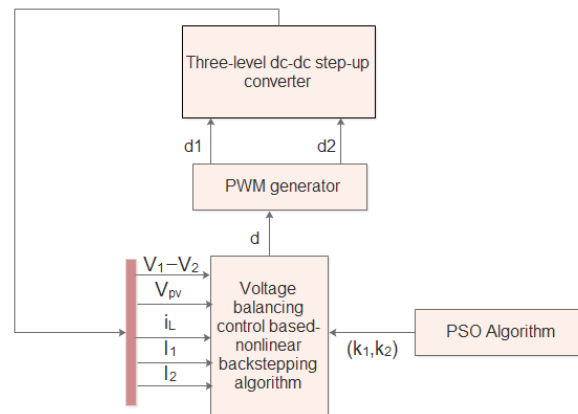 Three-level dc-dc step-up
converter
d1
d2
PWM generator
d
V₁−V₂
Vpv
iL
I₁
I₂
Voltage
balancing
control based-
nonlinear
backstepping
algorithm
(k₁,k₂)
PSO Algorithm